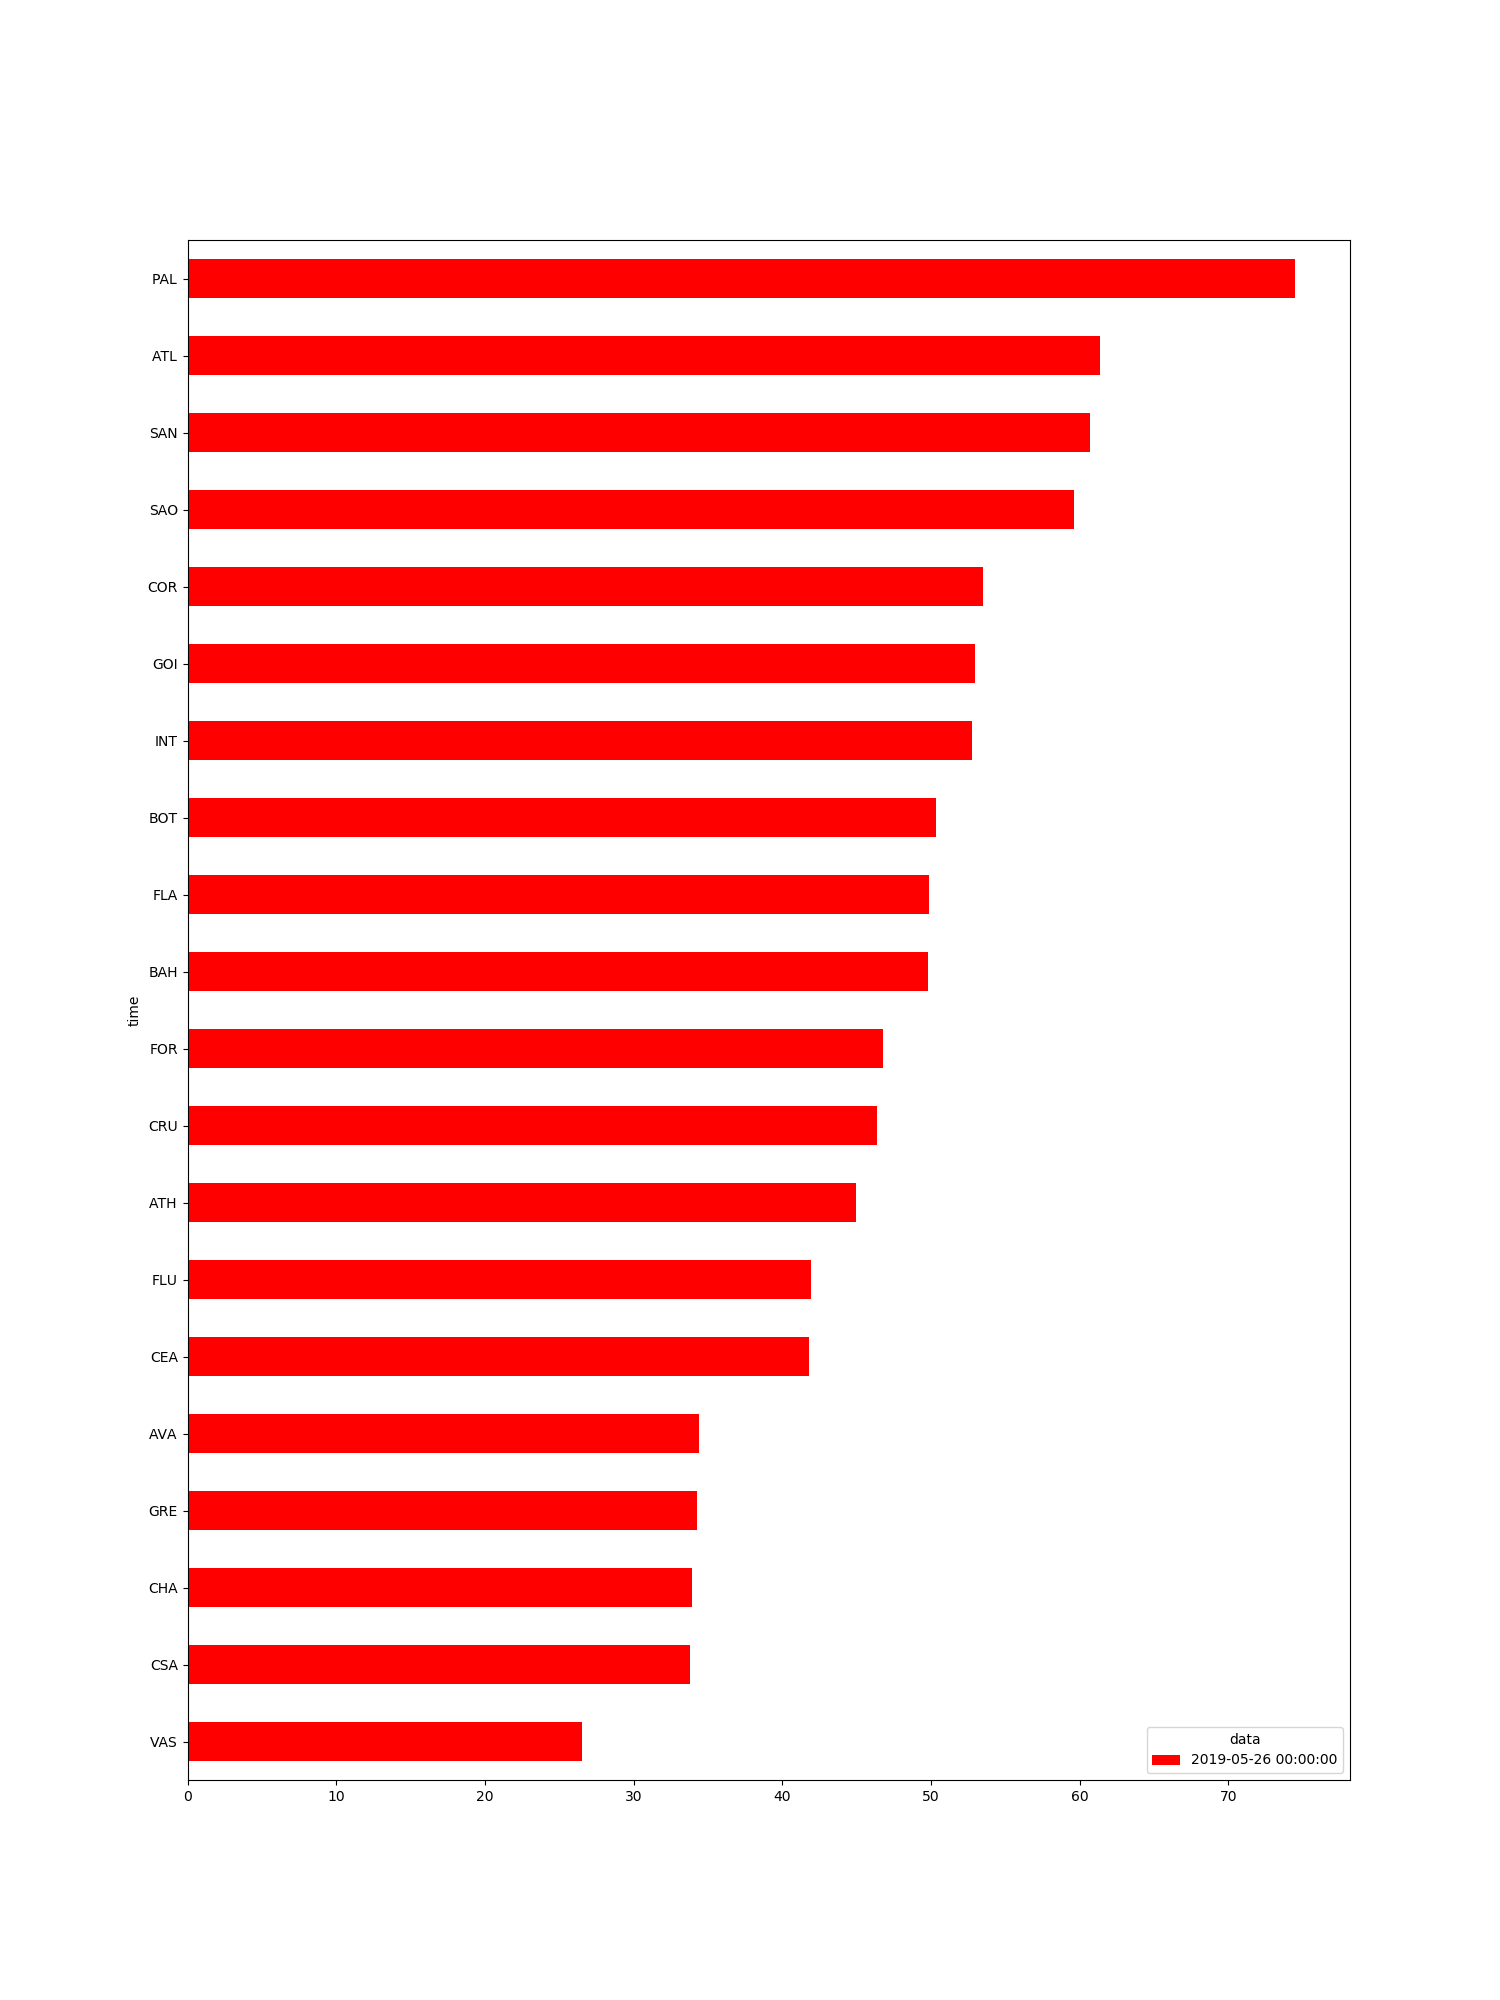 PAL
ATL
SAN
SAO
COR
GOI
INT
BOT
FLA
BAH
time
FOR
CRU
ATH
FLU
CEA
AVA
GRE
CHA
CSA
VAS
data
2019-05-26 00:00:00
0 10 20 30 40 50 60 70